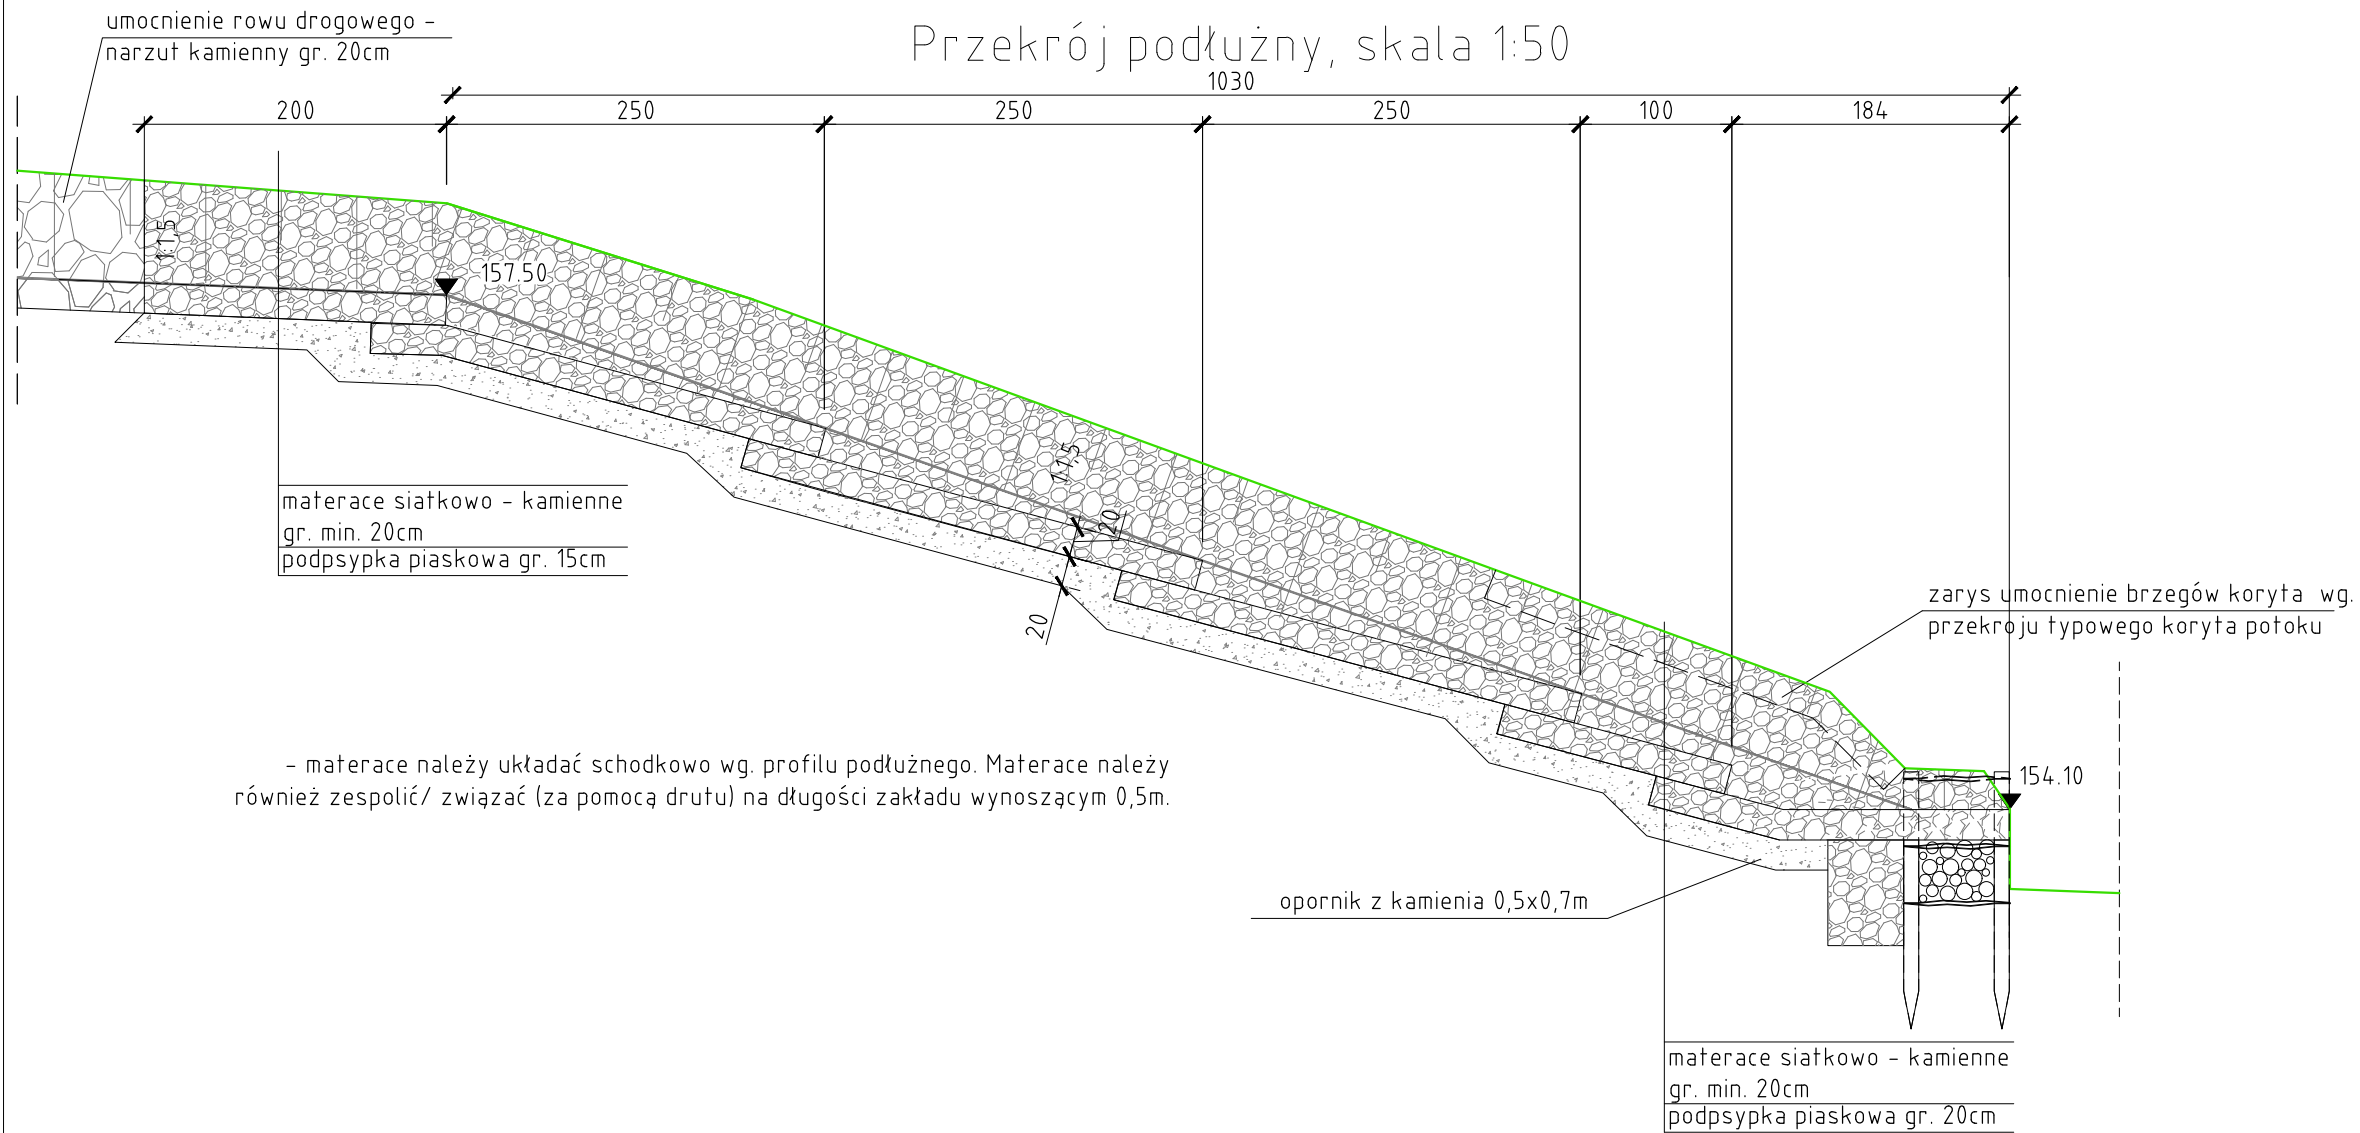 umocnienie rowu drogowego -
narzut kamienny gr. 20cm
Przekrój podłużny, skala 1:50
1030
200
250
250
250
100
184
1:1,5
157.50
materace siatkowo - kamienne
gr. min. 20cm
podpsypka piaskowa gr. 15cm
1:1,5
20
20
zarys umocnienie brzegów koryta wg.
przekroju typowego koryta potoku
154.10
- materace należy układać schodkowo wg. profilu podłużnego. Materace należy
również zespolić/ związać (za pomocą drutu) na długości zakładu wynoszącym 0,5m.
opornik z kamienia 0,5x0,7m
materace siatkowo - kamienne
gr. min. 20cm
podpsypka piaskowa gr. 20cm